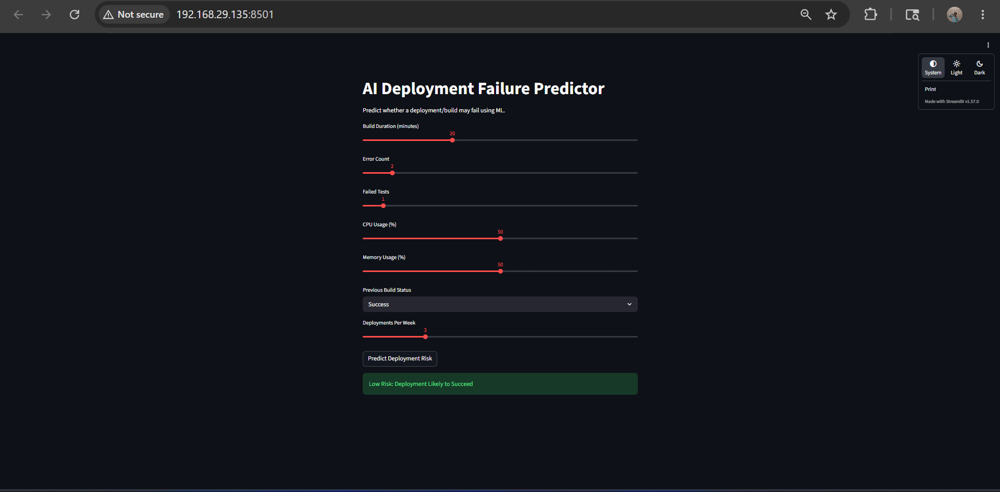 Not secure
192.168.29.135:8501
System
Light
Dark
Print
Made with Streamlit v1.57.0
AI Deployment Failure Predictor
Predict whether a deployment/build may fail using ML.
Build Duration (minutes)
20
Error Count
2
Failed Tests
1
CPU Usage (%)
50
Memory Usage (%)
50
Previous Build Status
Success
Deployments Per Week
3
Predict Deployment Risk
Low Risk: Deployment Likely to Succeed